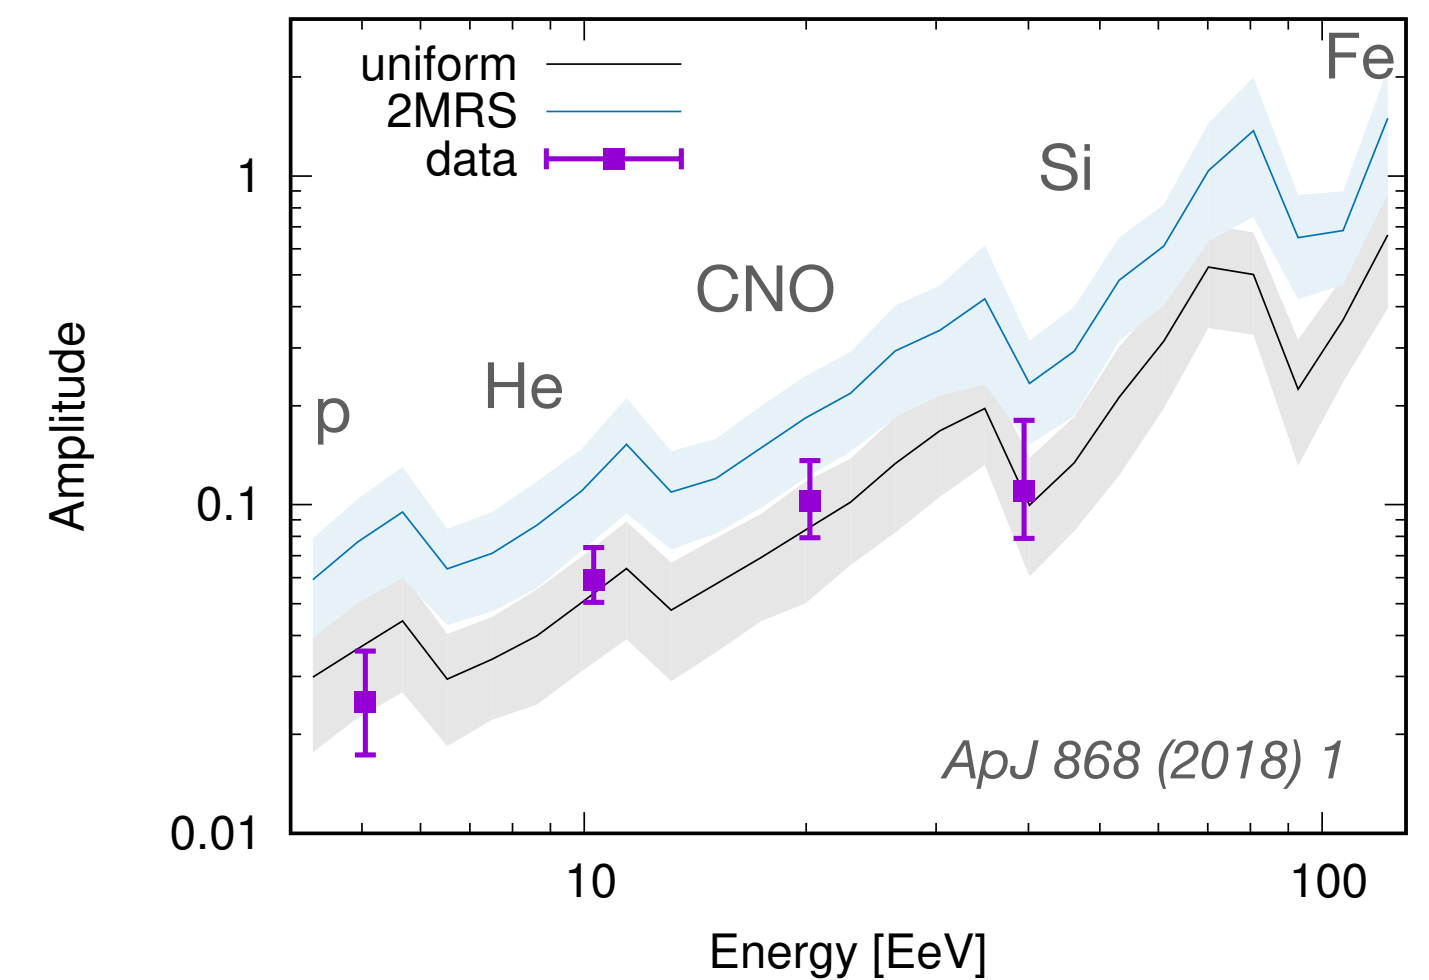 uniform
2MRS
data
Fe
Si
CNO
He
p
1
0.1
0.01
Amplitude
ApJ 868 (2018) 1
10
100
Energy [EeV]